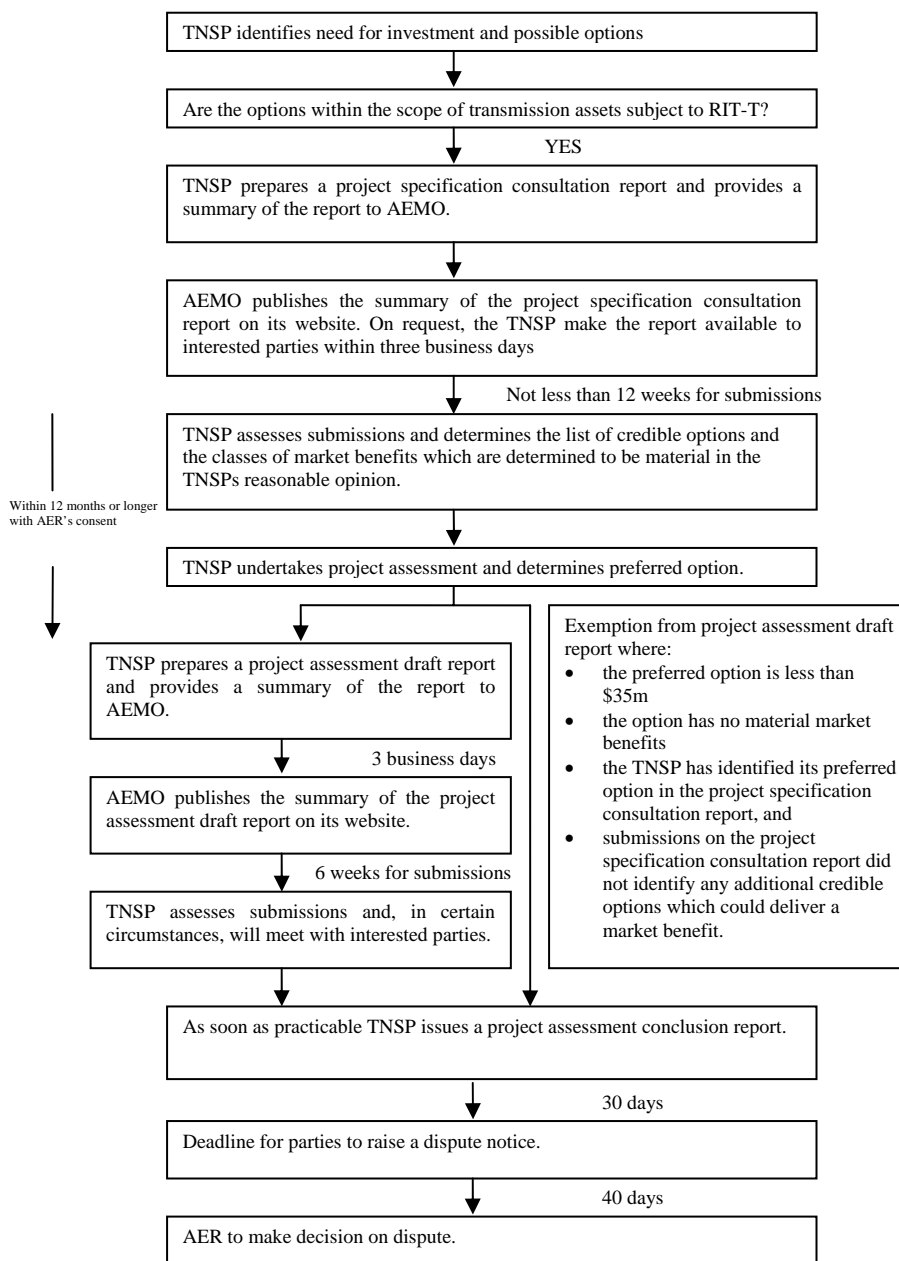 TNSP identifies need for investment and possible options
Are the options within the scope of transmission assets subject to RIT-T?
YES
TNSP prepares a project specification consultation report and provides a
summary of the report to AEMO.
AEMO publishes the summary of the project specification consultation
report on its website. On request, the TNSP make the report available to
interested parties within three business days
Not less than 12 weeks for submissions
TNSP assesses submissions and determines the list of credible options and
the classes of market benefits which are determined to be material in the
TNSPs reasonable opinion.
Within 12 months or longer
with AER's consent
TNSP undertakes project assessment and determines preferred option.
TNSP prepares a project assessment draft report
and provides a summary of the report to
AEMO.
3 business days
AEMO publishes the summary of the project
assessment draft report on its website.
6 weeks for submissions
TNSP assesses submissions and, in certain
circumstances, will meet with interested parties.
Exemption from project assessment draft
report where:
• the preferred option is less than
$35m
• the option has no material market
benefits
• the TNSP has identified its preferred
option in the project specification
consultation report, and
• submissions on the project
specification consultation report did
not identify any additional credible
options which could deliver a
market benefit.
As soon as practicable TNSP issues a project assessment conclusion report.
30 days
Deadline for parties to raise a dispute notice.
40 days
AER to make decision on dispute.